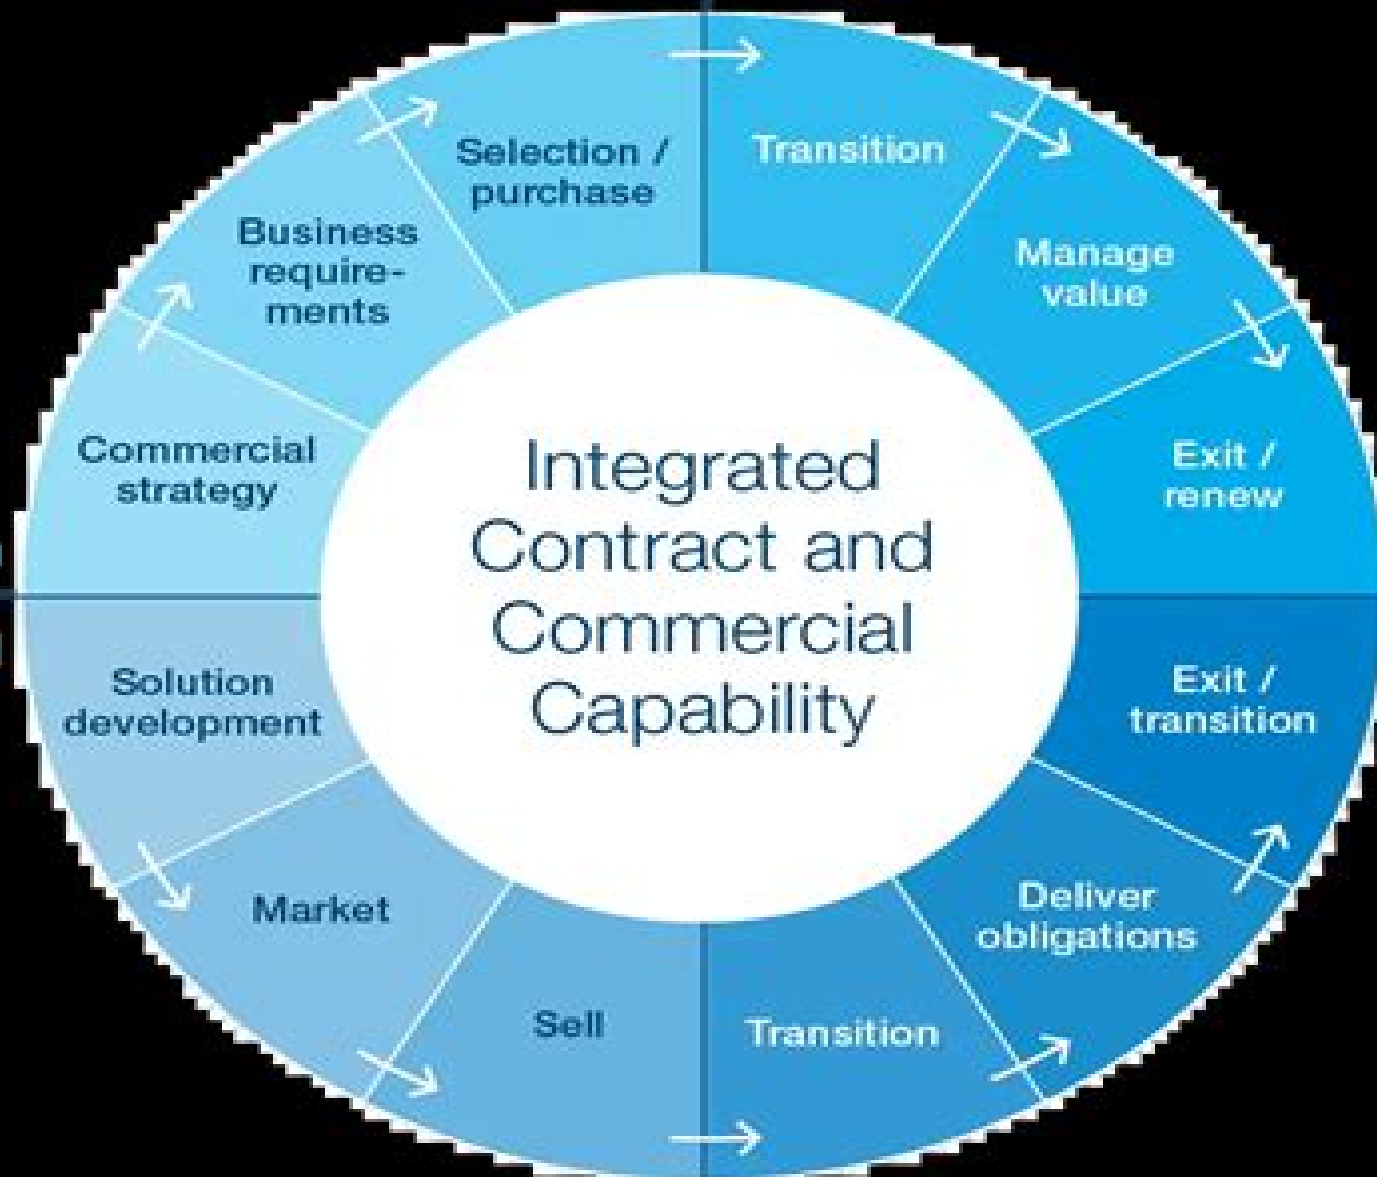 Selection /
purchase
Transition
Business
require-
ments
Manage
value
Commercial
strategy
Exit /
renew
Integrated
Contract and
Commercial
Capability
Solution
development
Exit /
transition
Market
Deliver
obligations
Sell
Transition